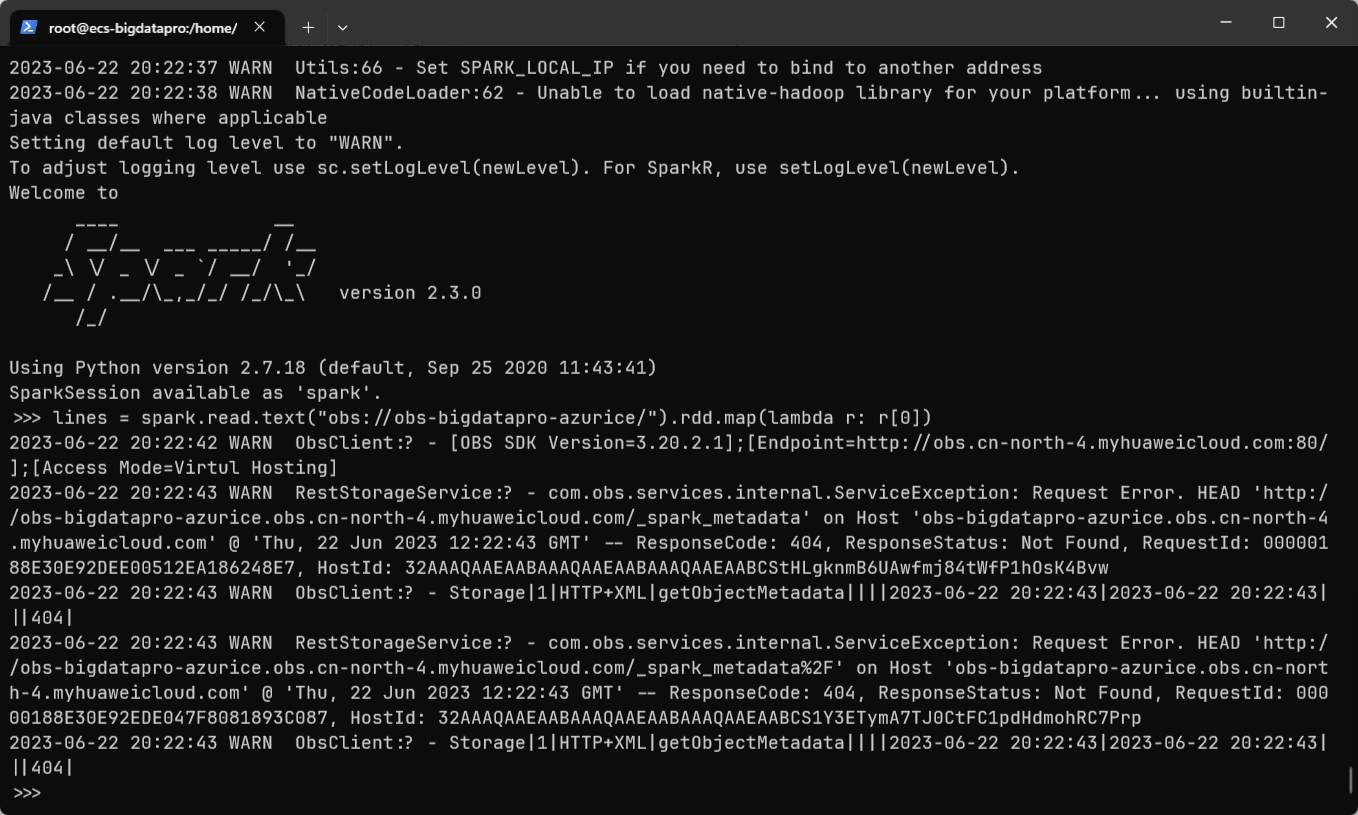 root@ecs-bigdatapro:/home/
2023-06-22 20:22:37 WARN  Utils:66 - Set SPARK_LOCAL_IP if you need to bind to another address
2023-06-22 20:22:38 WARN  NativeCodeLoader:62 - Unable to load native-hadoop library for your platform... using builtin-
java classes where applicable
Setting default log level to "WARN".
To adjust logging level use sc.setLogLevel(newLevel). For SparkR, use setLogLevel(newLevel).
Welcome to
      ____              __
     / __/__  ___ _____/ /__
    _\ \/ _ \/ _ `/ __/  '_/
   /__ / .__/\_,_/_/ /_/\_\   version 2.3.0
      /_/
Using Python version 2.7.18 (default, Sep 25 2020 11:43:41)
SparkSession available as 'spark'.
>>> lines = spark.read.text("obs://obs-bigdatapro-azurice/").rdd.map(lambda r: r[0])
2023-06-22 20:22:42 WARN  ObsClient:? - [OBS SDK Version=3.20.2.1];[Endpoint=http://obs.cn-north-4.myhuaweicloud.com:80/
];[Access Mode=Virtul Hosting]
2023-06-22 20:22:43 WARN  RestStorageService:? - com.obs.services.internal.ServiceException: Request Error. HEAD 'http:/
/obs-bigdatapro-azurice.obs.cn-north-4.myhuaweicloud.com/_spark_metadata' on Host 'obs-bigdatapro-azurice.obs.cn-north-4
.myhuaweicloud.com' @ 'Thu, 22 Jun 2023 12:22:43 GMT' -- ResponseCode: 404, ResponseStatus: Not Found, RequestId: 000001
88E30E92DEE00512EA186248E7, HostId: 32AAAQAAEAABAAAQAAEAABAAAQAAEAABCStHLgknmB6UAwfmj84tWfP1hOsK4Bvw
2023-06-22 20:22:43 WARN  ObsClient:? - Storage|1|HTTP+XML|getObjectMetadata||||2023-06-22 20:22:43|2023-06-22 20:22:43|
||404|
2023-06-22 20:22:43 WARN  RestStorageService:? - com.obs.services.internal.ServiceException: Request Error. HEAD 'http:/
/obs-bigdatapro-azurice.obs.cn-north-4.myhuaweicloud.com/_spark_metadata%2F' on Host 'obs-bigdatapro-azurice.obs.cn-nort
h-4.myhuaweicloud.com' @ 'Thu, 22 Jun 2023 12:22:43 GMT' -- ResponseCode: 404, ResponseStatus: Not Found, RequestId: 000
00188E30E92EDE047F8081893C087, HostId: 32AAAQAAEAABAAAQAAEAABAAAQAAEAABCS1Y3ETymA7TJ0CtFC1pdHdmohRC7Prp
2023-06-22 20:22:43 WARN  ObsClient:? - Storage|1|HTTP+XML|getObjectMetadata||||2023-06-22 20:22:43|2023-06-22 20:22:43|
||404|
>>>